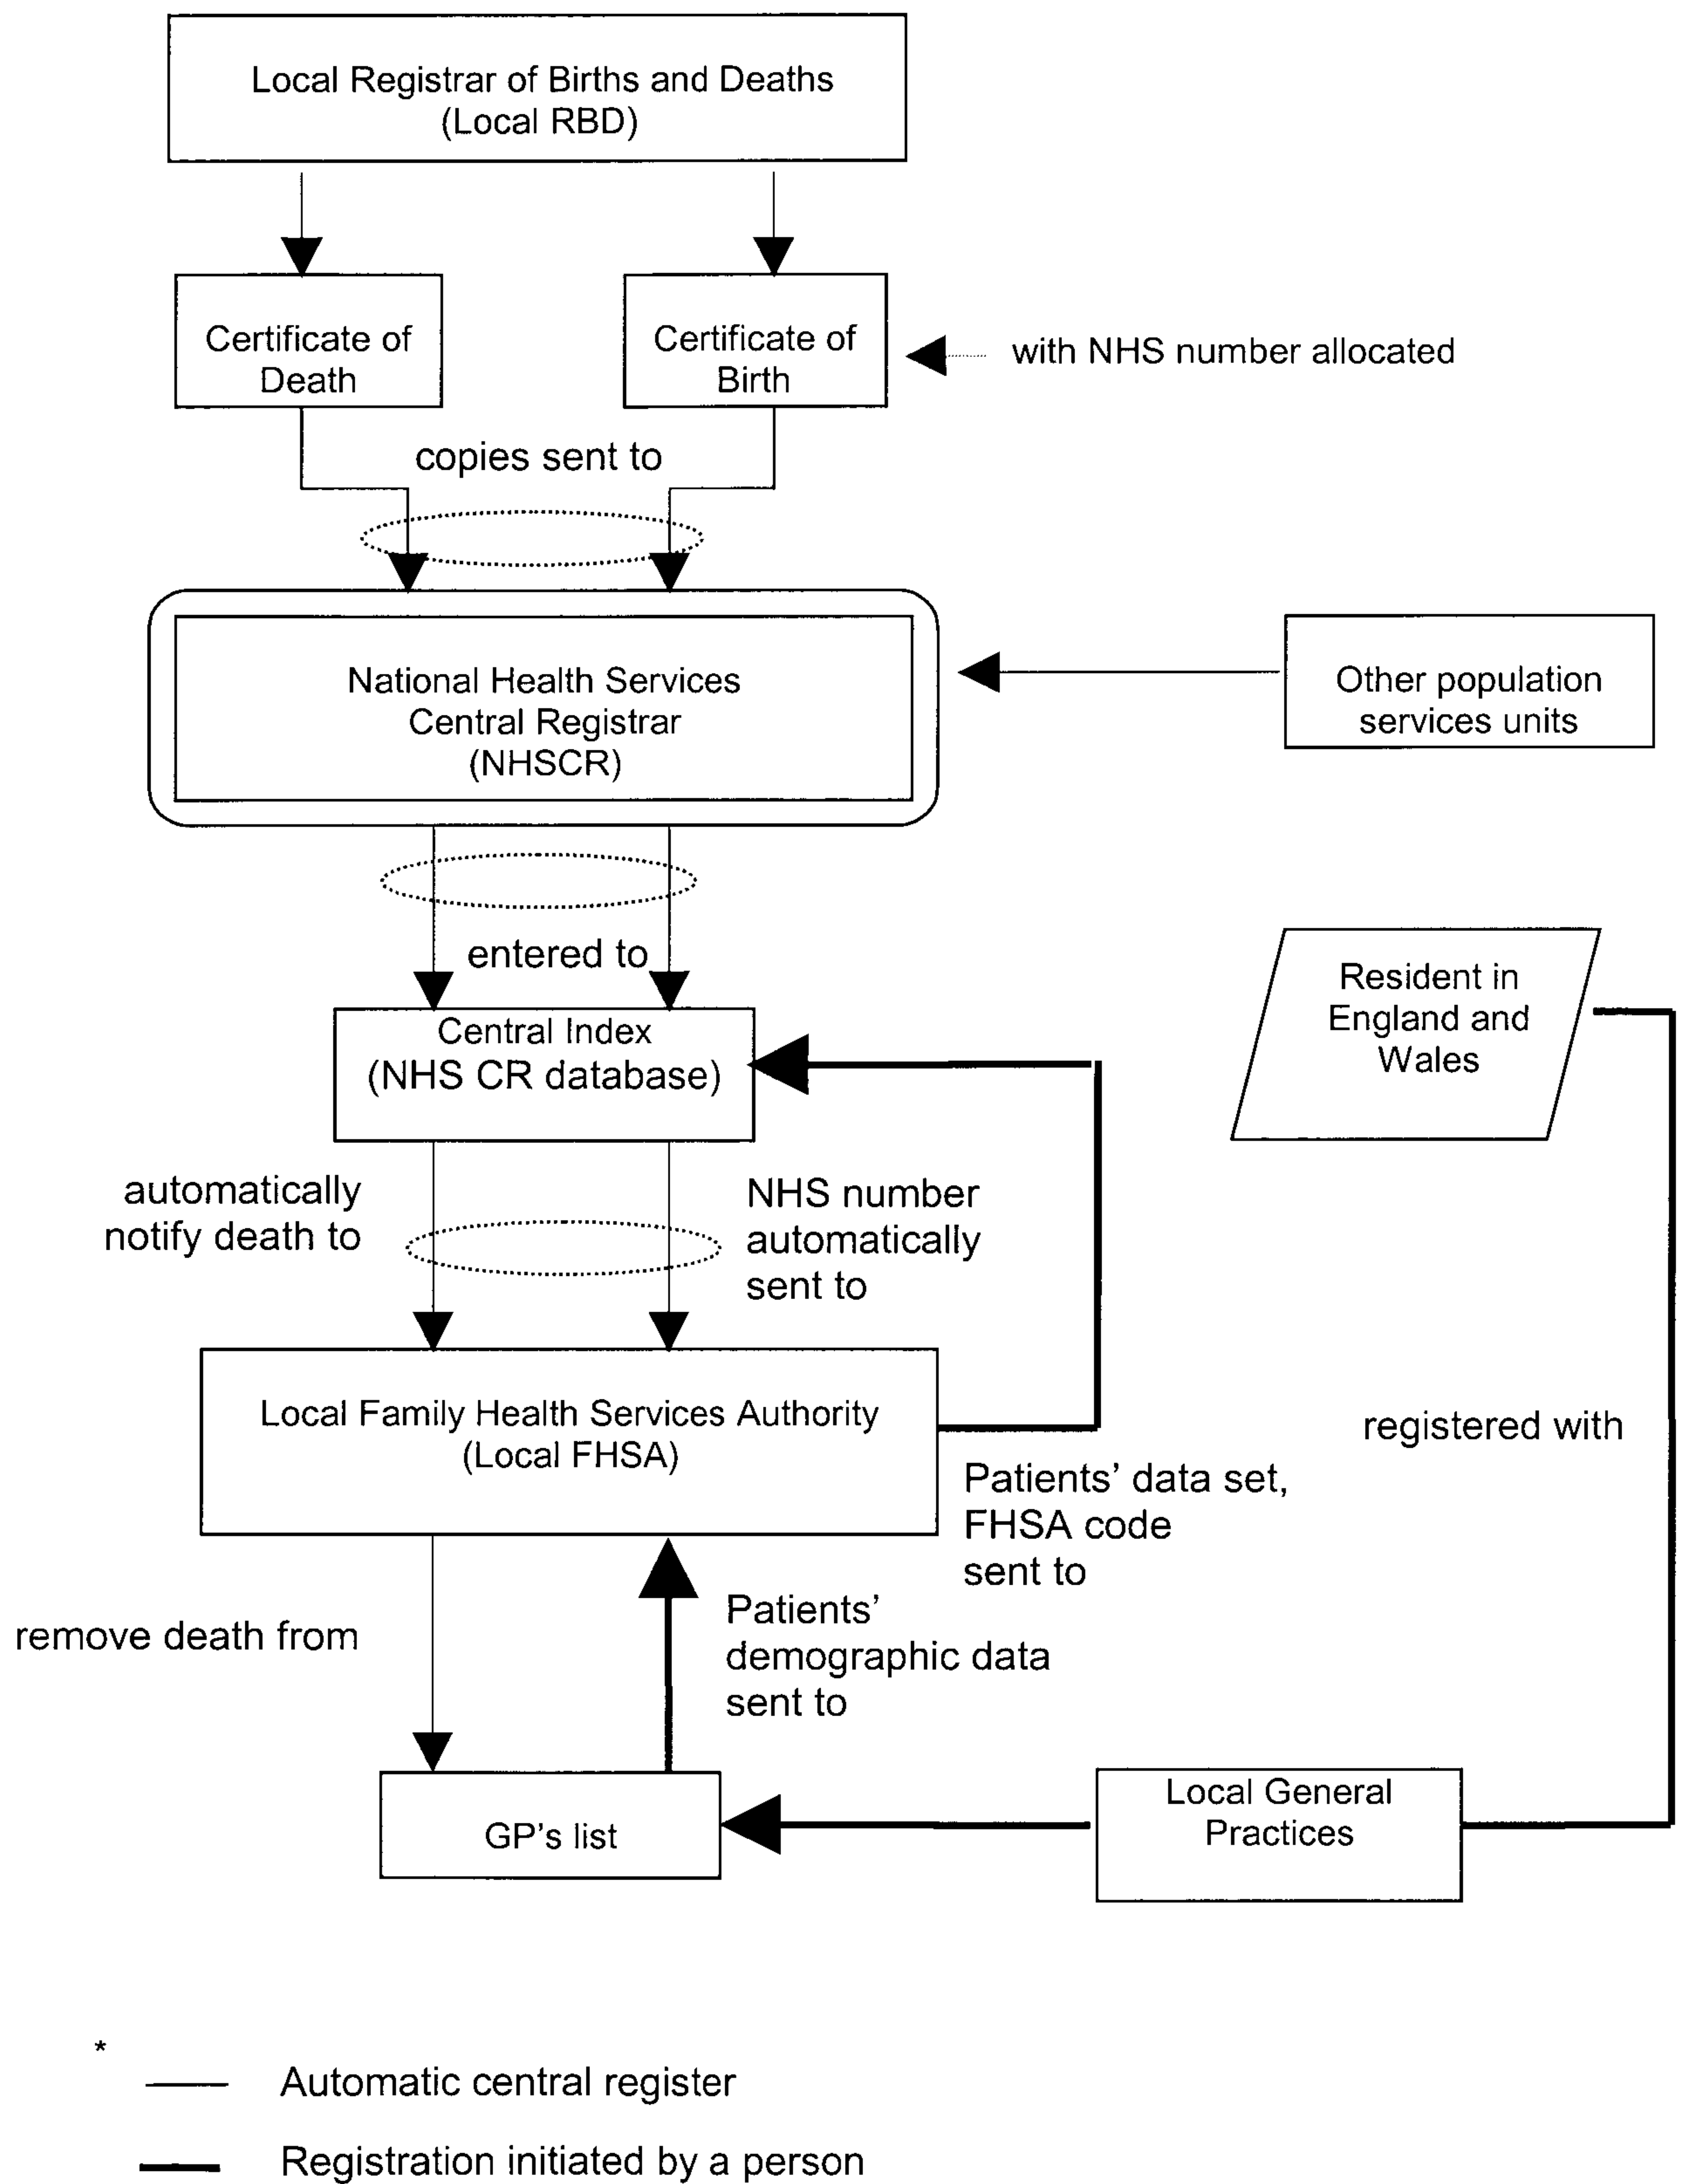 Local Registrar of Births and Deaths
(Local RBD)
Certificate of
Death
Certificate of
Birth
with NHS number allocated
copies sent to
National Health Services
Central Registrar
(NHSCR)
Other population
services units
entered to
Central Index
(NHS CR database)
Resident in
England and
Wales
automatically
notify death to
NHS number
automatically
sent to
Local Family Health Services Authority
(Local FHSA)
registered with
Patients' data set,
FHSA code
sent to
remove death from
Patients'
demographic data
sent to
GP's list
Local General
Practices
*
Automatic central register
Registration initiated by a person